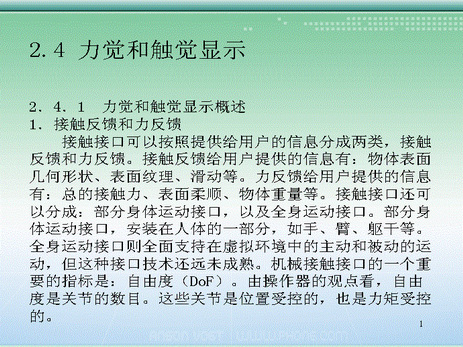 2.4 力觉和触觉显示
2．4．1 力觉和触觉显示概述
1．接触反馈和力反馈
接触接口可以按照提供给用户的信息分成两类，接触
反馈和力反馈。接触反馈给用户提供的信息有：物体表面
几何形状、表面纹理、滑动等。力反馈给用户提供的信息
有：总的接触力、表面柔顺、物体重量等。接触接口还可
以分成：部分身体运动接口，以及全身运动接口。部分身
体运动接口，安装在人体的一部分，如手、臂、躯干等。
全身运动接口则全面支持在虚拟环境中的主动和被动的运
动，但这种接口技术还远未成熟。机械接触接口的一个重
要的指标是：自由度（DoF）。由操作器的观点看，自由
度是关节的数目。这些关节是位置受控的，也是力矩受控
的。
1